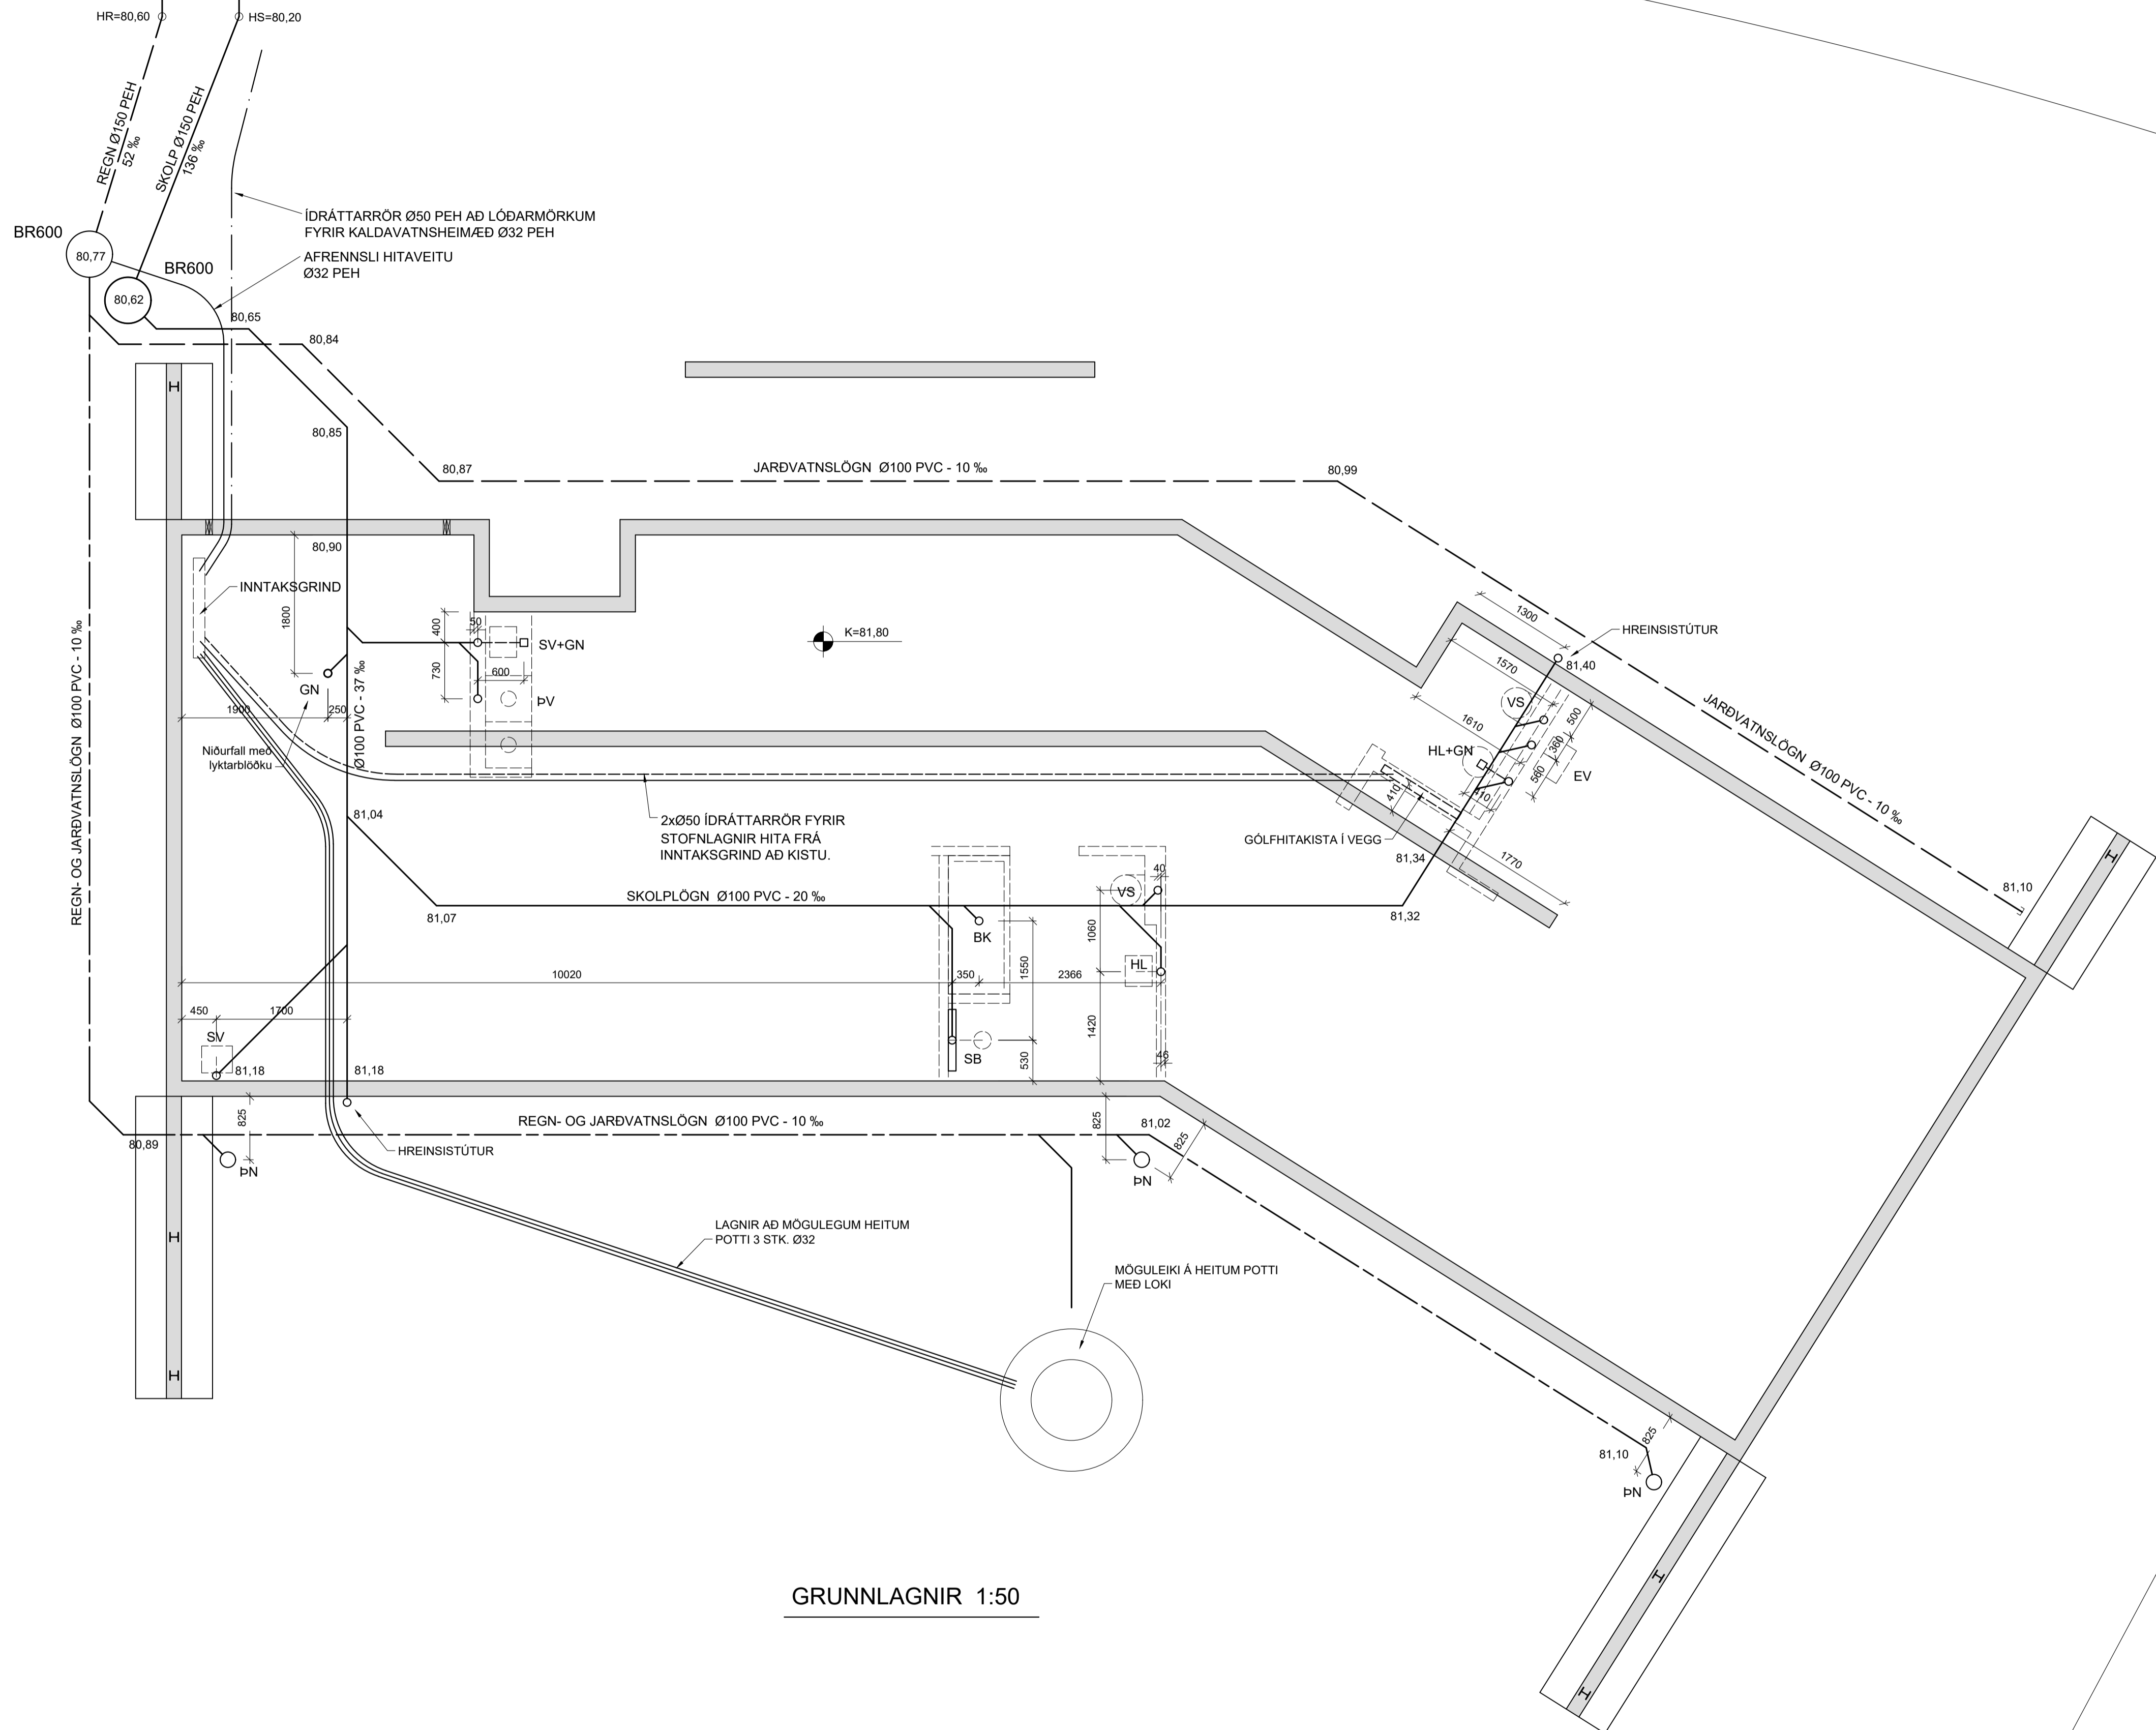 HR=80,60
HS=80,20
REGN Ø150 PEH
52 ‰
SKOLP Ø150 PEH
136 ‰
ÍDRÁTTARRÖR Ø50 PEH AÐ LÓÐARMÖRKUM
FYRIR KALDAVATNSHEIMÆÐ Ø32 PEH
BR600
80,77
AFRENNSLI HITAVEITU
Ø32 PEH
BR600
80,62
80,65
80,84
H
80,85
80,87
JARÐVATNSLÖGN Ø100 PVC - 10 ‰
80,99
80,90
INNTAKSGRIND
1800
400
50
SV+GN
K=81,80
1300
HREINSISTÚTUR
REGN- OG JARÐVATNSLÖGN Ø100 PVC - 10 ‰
730
600
1570
81,40
GN
ÞV
1900
250
Ø100 PVC - 37 ‰
VS
1610
500
JARÐVATNSLÖGN Ø100 PVC - 10 ‰
Niðurfall með
lyktarblöðku
HL+GN
360
EV
560
410
410
81,04
2xØ50 ÍDRÁTTARRÖR FYRIR
STOFNLAGNIR HITA FRÁ
INNTAKSGRIND AÐ KISTU.
GÓLFHITAKISTA Í VEGG
81,34
1770
H
40
VS
81,10
SKOLPLÖGN Ø100 PVC - 20 ‰
81,07
81,32
BK
1060
HL
10020
350
1550
2366
450
1700
1420
SV
SB
530
46
81,18
81,18
825
REGN- OG JARÐVATNSLÖGN Ø100 PVC - 10 ‰
825
81,02
825
80,89
HREINSISTÚTUR
ÞN
ÞN
LAGNIR AÐ MÖGULEGUM HEITUM
POTTI 3 STK. Ø32
H
MÖGULEIKI Á HEITUM POTTI
MEÐ LOKI
H
825
81,10
ÞN
H
GRUNNLAGNIR 1:50
H